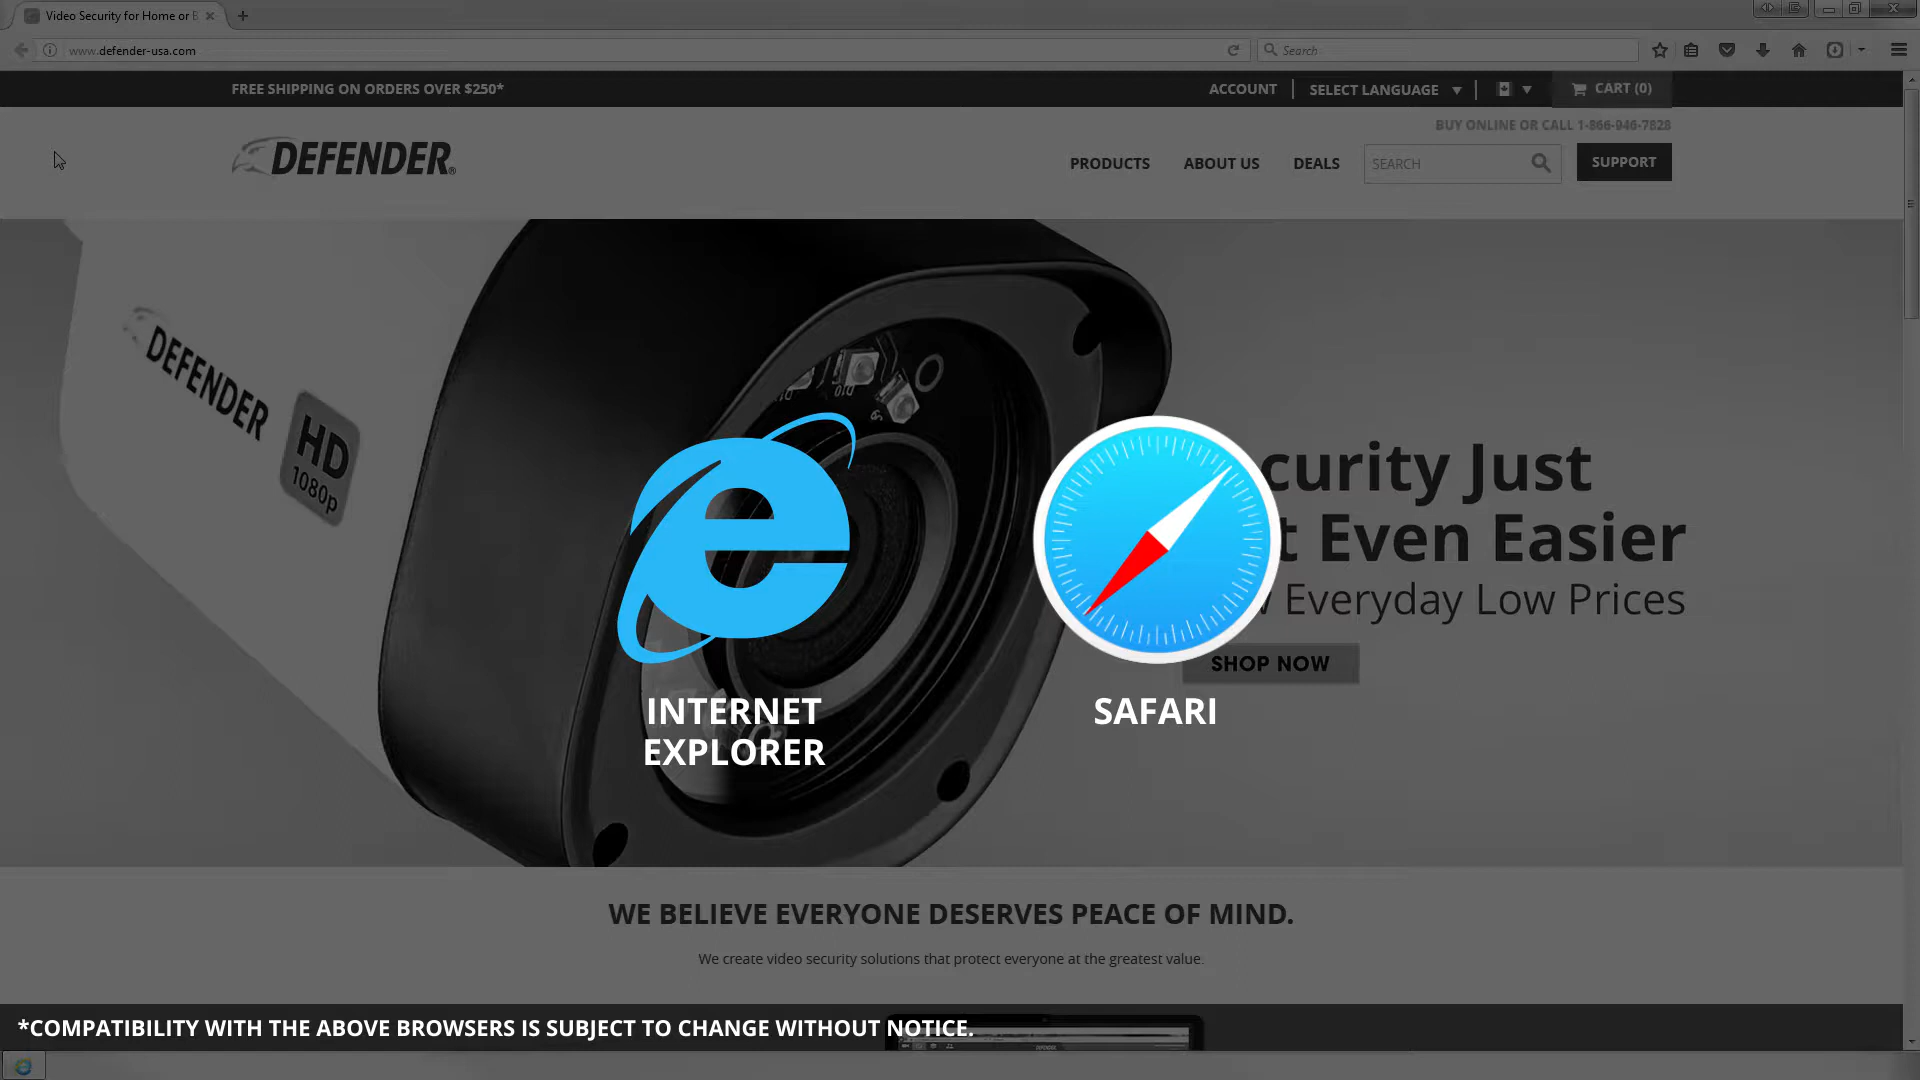 Video Security for Home or B
www.defender-usa.com
Search
FREE SHIPPING ON ORDERS OVER $250*
ACCOUNT
SELECT LANGUAGE
CART (0)
BUY ONLINE OR CALL 1-866-946-7828
DEFENDER
PRODUCTS
ABOUT US
DEALS
SEARCH
SUPPORT
DEFENDER
HD
1080p
curity Just
t Even Easier
Everyday Low Prices
SHOP NOW
INTERNET
EXPLORER
SAFARI
WE BELIEVE EVERYONE DESERVES PEACE OF MIND.
We create video security solutions that protect everyone at the greatest value.
*COMPATIBILITY WITH THE ABOVE BROWSERS IS SUBJECT TO CHANGE WITHOUT NOTICE.